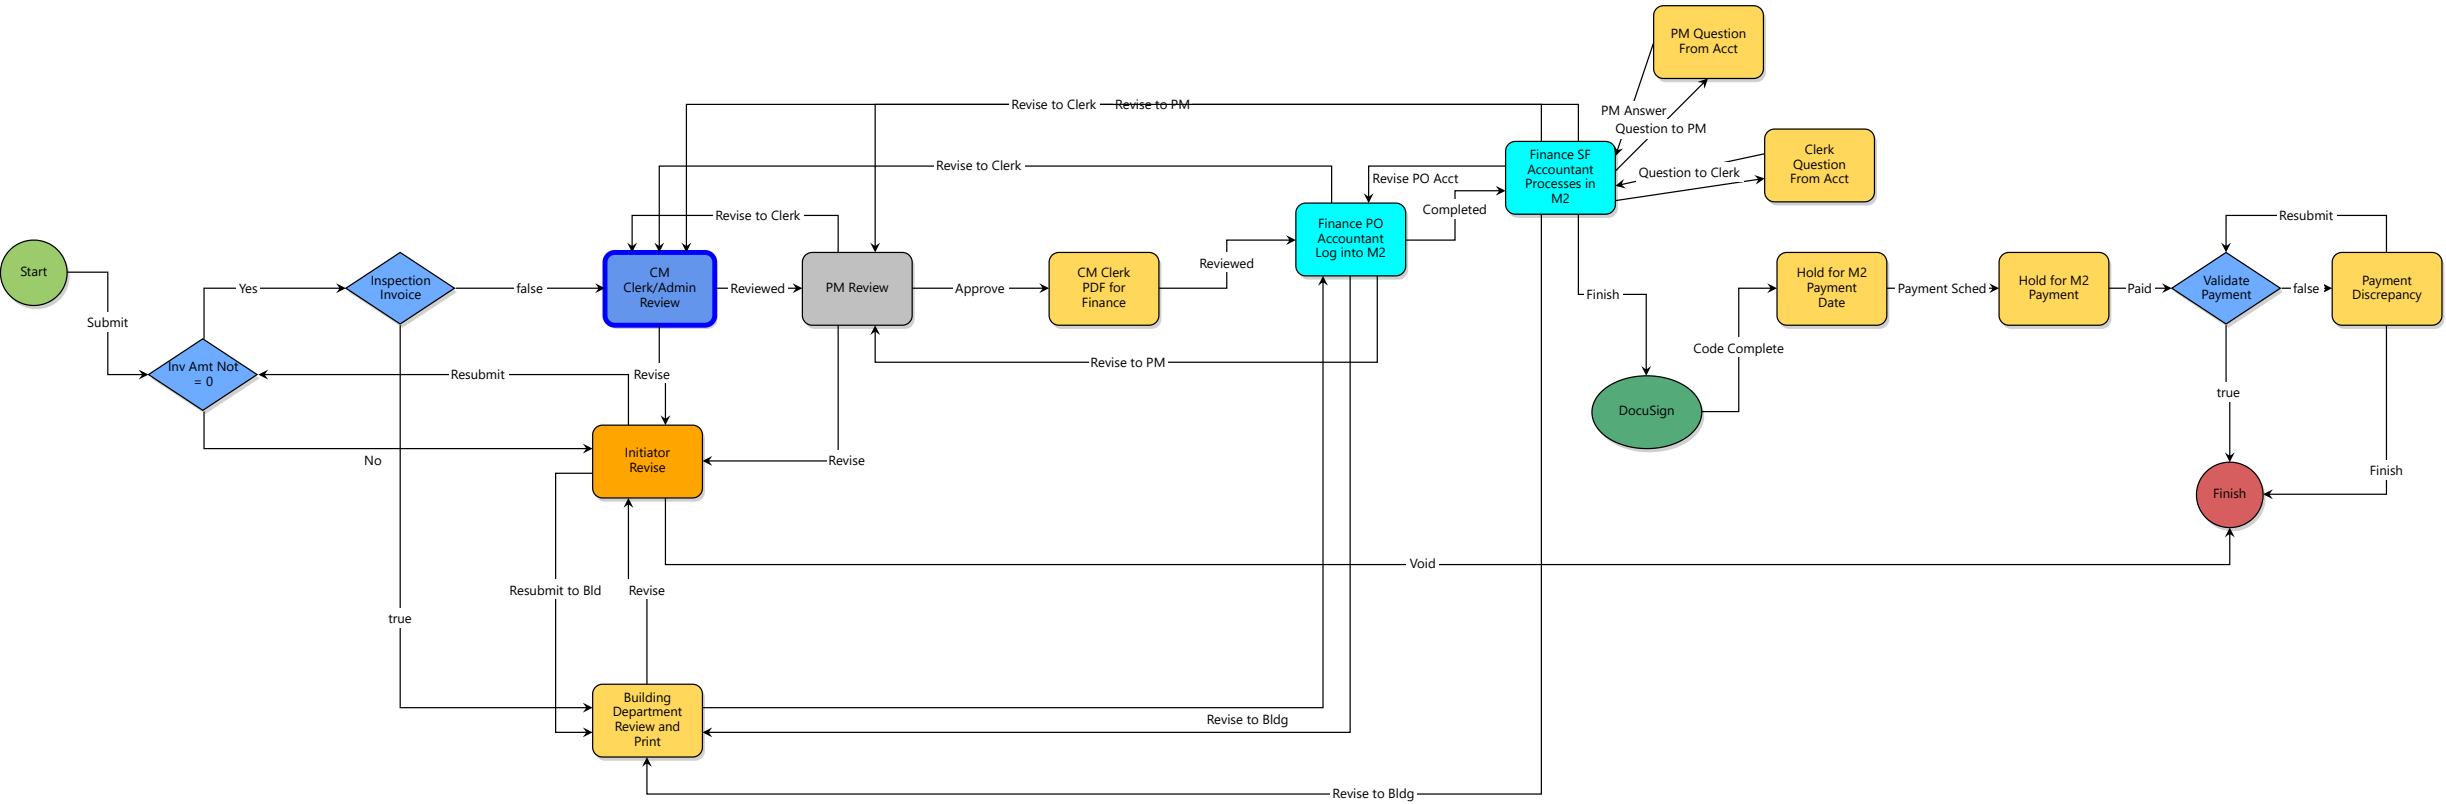 PM Question
From Acct
Revise to Clerk
Revise to PM
PM Answer
Question to PM
Clerk
Question
From Acct
Finance SF
Accountant
Processes in
M2
Question to Clerk
Revise to Clerk
Revise PO Acct
Completed
Revise to Clerk
Resubmit
Finance PO
Accountant
Log into M2
Start
Submit
Yes
Inspection
Invoice
false
CM
Clerk/Admin
Review
Reviewed
PM Review
Approve
CM Clerk
PDF for
Finance
Reviewed
Finish
Hold for M2
Payment
Date
Payment Sched
Hold for M2
Payment
Paid
Validate
Payment
false
Payment
Discrepancy
Code Complete
Revise to PM
Inv Amt Not
= 0
Resubmit
Revise
true
DocuSign
No
Initiator
Revise
Revise
Finish
Finish
Void
Resubmit to Bld
Revise
true
Building
Department
Review and
Print
Revise to Bldg
Revise to Bldg